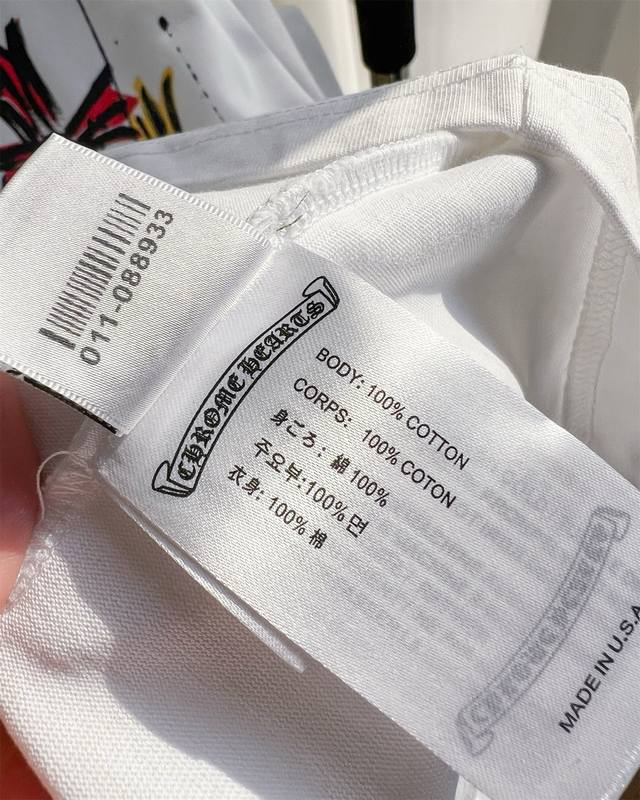 011-088933
CHROME HEARTS
BODY: 100% COTTON
CORPS: 100% COTON
身ごろ: 綿 100%
주요부:100% 면
衣身: 100% 棉
MADE IN U.S.A